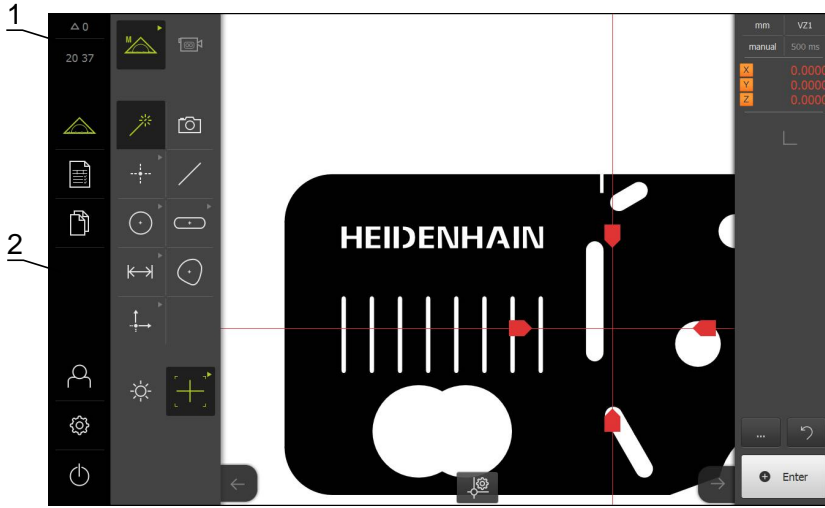 1
△ 0
20 37
M
mm VZ1
manual 500 ms
X 0.0000
Y 0.0000
Z 0.0000
HEIDENHAIN
2
...
Enter